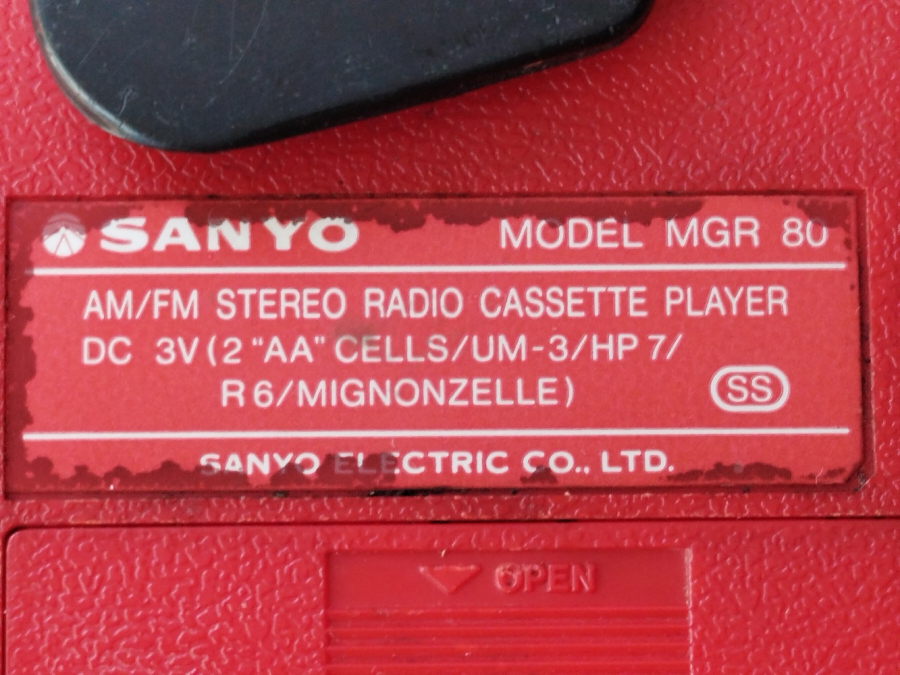 SANYO MODEL MGR 80
AM/FM STEREO RADIO CASSETTE PLAYER
DC 3V (2 "AA" CELLS/UM-3/HP 7/
R6/MIGNONZELLE)
SS
SANYO ELECTRIC CO., LTD.
OPEN